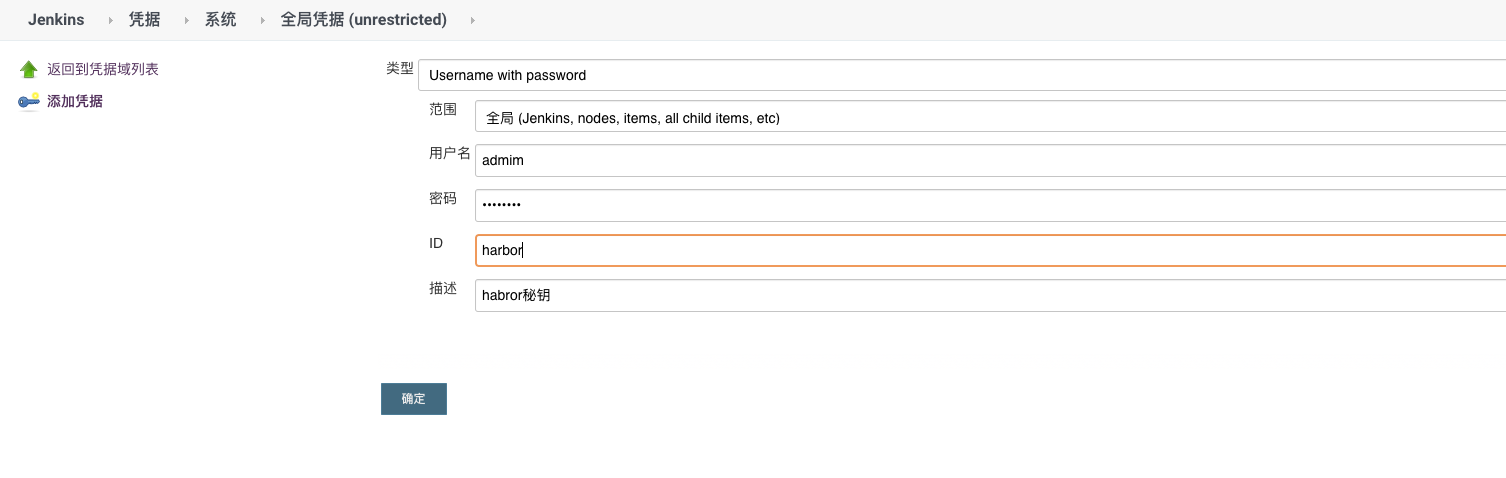 Jenkins 凭据 系统 全局凭据 (unrestricted)
返回到凭据域列表
添加凭据
类型 Username with password
范围 全局 (Jenkins, nodes, items, all child items, etc)
用户名 admim
密码 ••••••••
ID harbor
描述 habror秘钥
确定